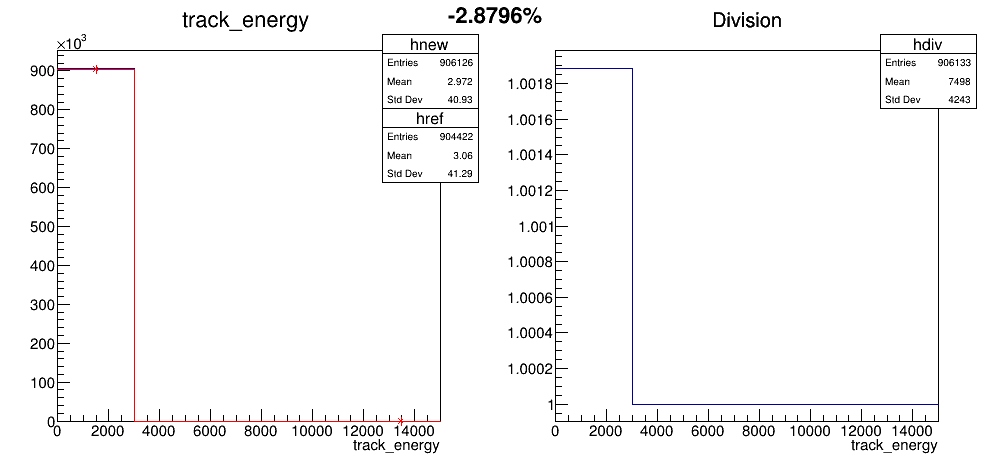 track_energy
-2.8796%
Division
×10³
hnew
Entries 906126
Mean 2.972
Std Dev 40.93
href
Entries 904422
Mean 3.06
Std Dev 41.29
900
800
700
600
500
400
300
200
100
0
0 2000 4000 6000 8000 10000 12000 14000
track_energy
hdiv
Entries 906133
Mean 7498
Std Dev 4243
1.0018
1.0016
1.0014
1.0012
1.001
1.0008
1.0006
1.0004
1.0002
1
0 2000 4000 6000 8000 10000 12000 14000
track_energy